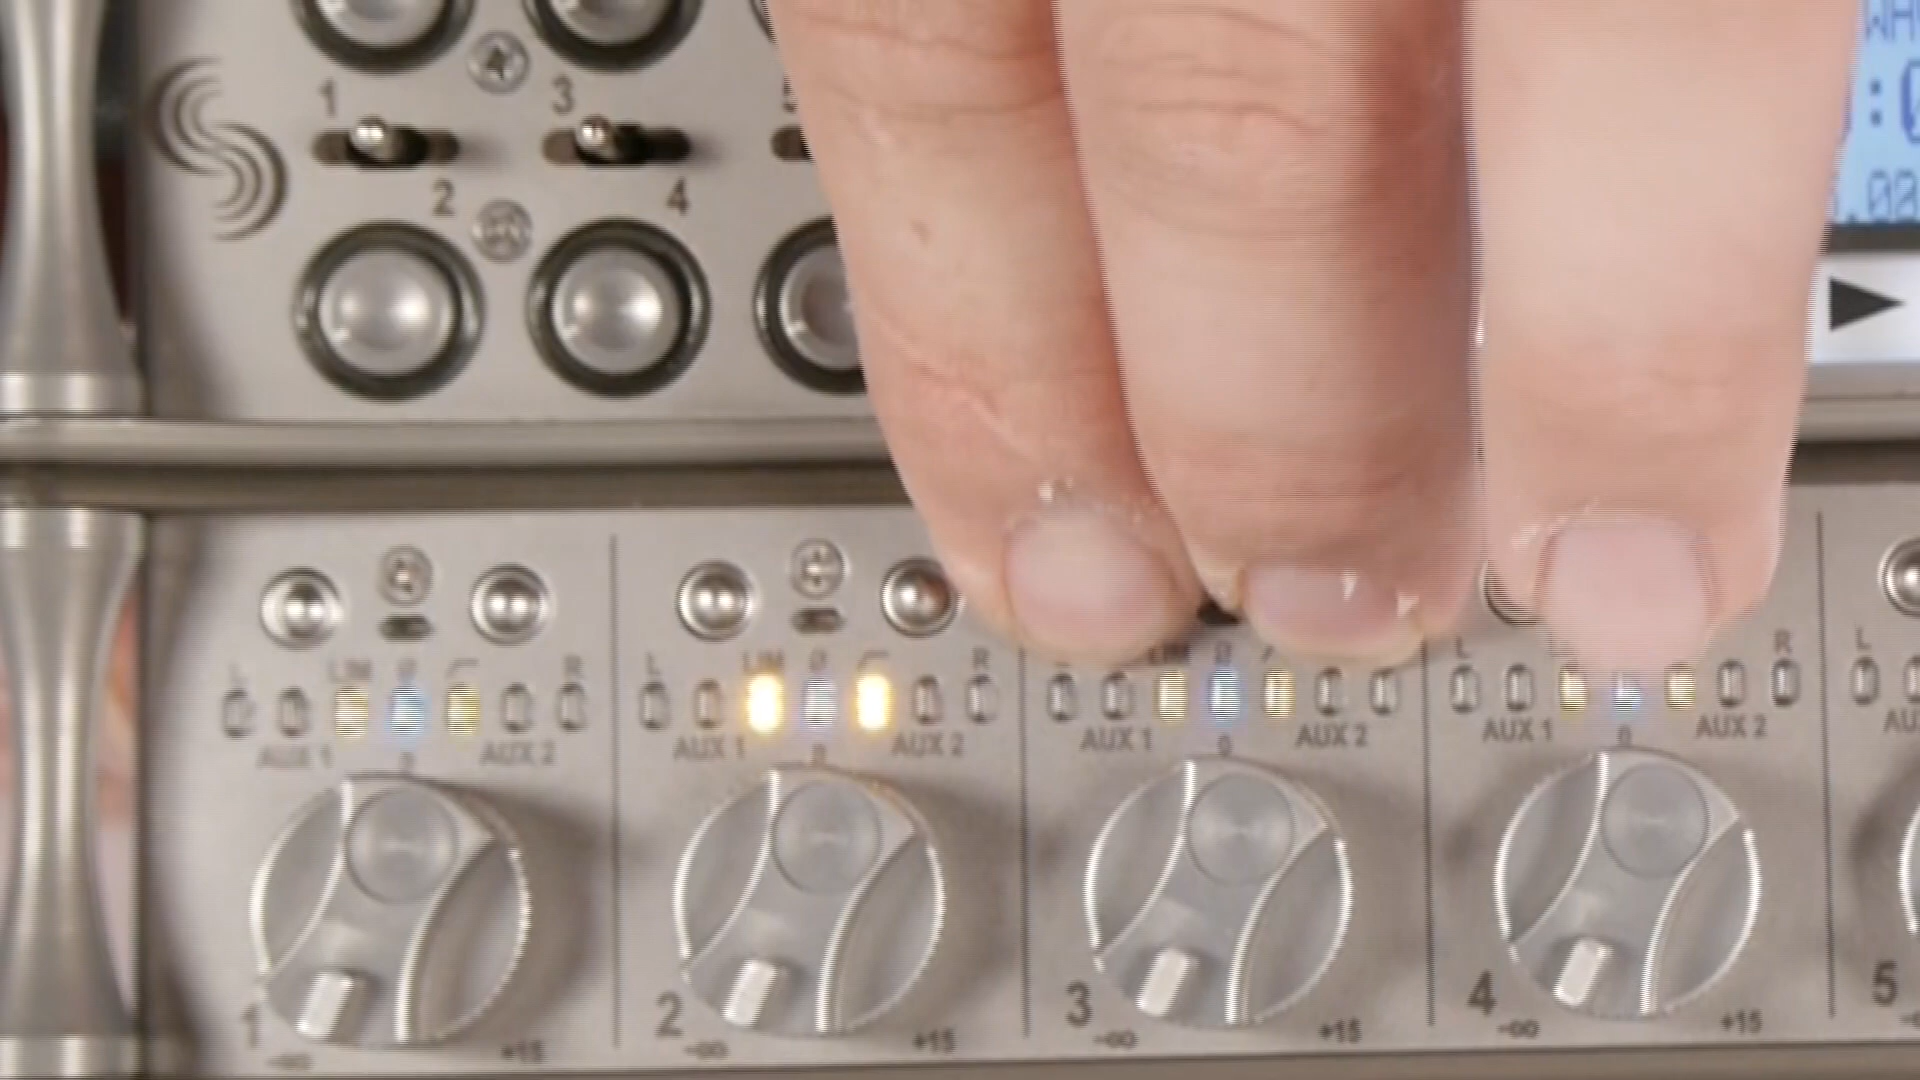 1 3
2 4
L LIM Ø R
AUX 1 0 AUX 2
1 -∞ +15
L LIM Ø R
AUX 1 0 AUX 2
2 -∞ +15
LIM Ø
AUX 1 0 AUX 2
3 -∞ +15
L R
AUX 1 0 AUX 2
4 -∞ +15
L
5